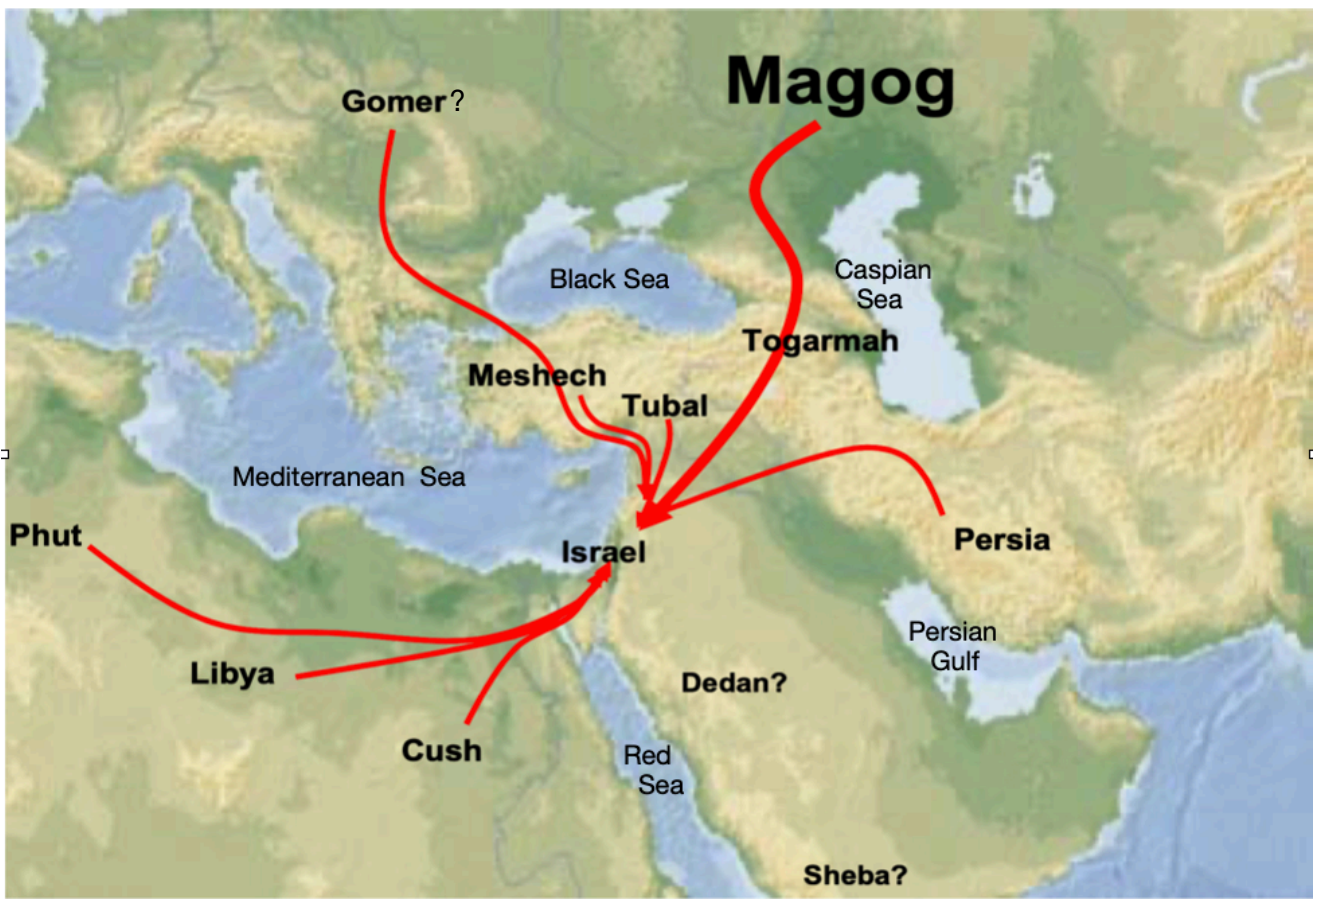 Magog
Gomer?
Caspian
Sea
Black Sea
Togarmah
Meshech
Tubal
Mediterranean Sea
Phut
Persia
Israel
Persian
Gulf
Libya
Dedan?
Cush
Red
Sea
Sheba?